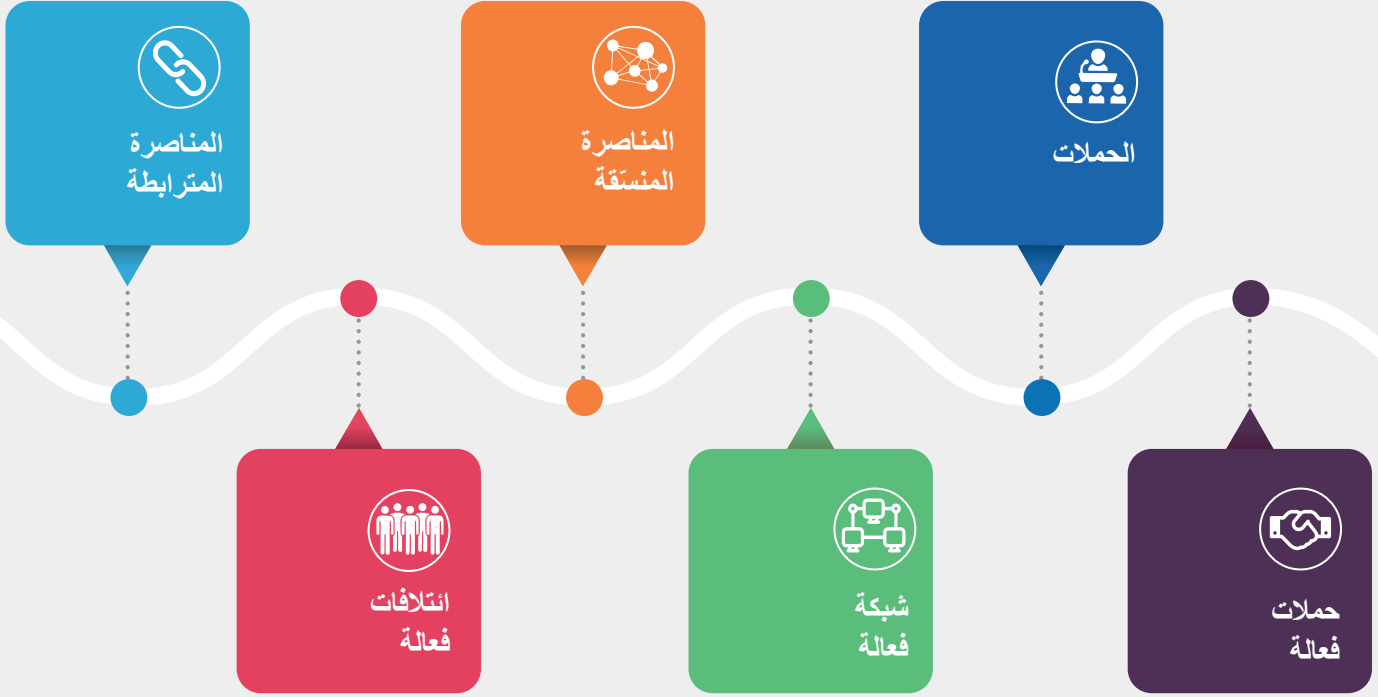 الحملات
المناصرة
المنسّقة
المناصرة
المترابطة
حملات
فعالة
شبكة
فعالة
ائتلافات
فعالة